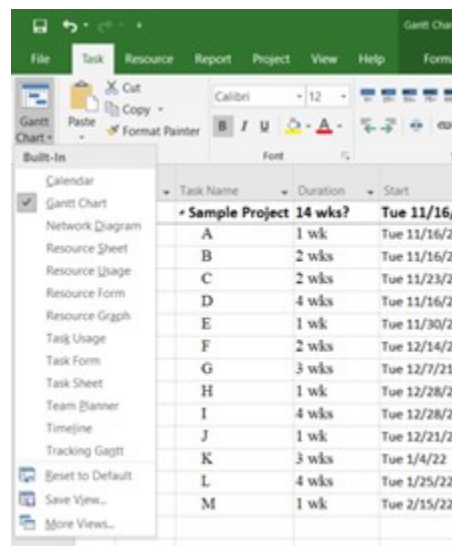 Gantt Cha
File Task Resource Report Project View Help Form
Gantt Chart
Paste
Cut
Copy
Format Painter
Calibri 12
B I U A
Font
Built-In
Calendar
Gantt Chart
Network Diagram
Resource Sheet
Resource Usage
Resource Form
Resource Graph
Task Usage
Task Form
Task Sheet
Team Planner
Timeline
Tracking Gantt
Reset to Default
Save View...
More Views...
Task Name Duration Start
Sample Project 14 wks? Tue 11/16/
A 1 wk Tue 11/16/2
B 2 wks Tue 11/16/2
C 2 wks Tue 11/23/2
D 4 wks Tue 11/16/2
E 1 wk Tue 11/30/2
F 2 wks Tue 12/14/2
G 3 wks Tue 12/7/21
H 1 wk Tue 12/28/2
I 4 wks Tue 12/28/2
J 1 wk Tue 12/21/2
K 3 wks Tue 1/4/22
L 4 wks Tue 1/25/22
M 1 wk Tue 2/15/22